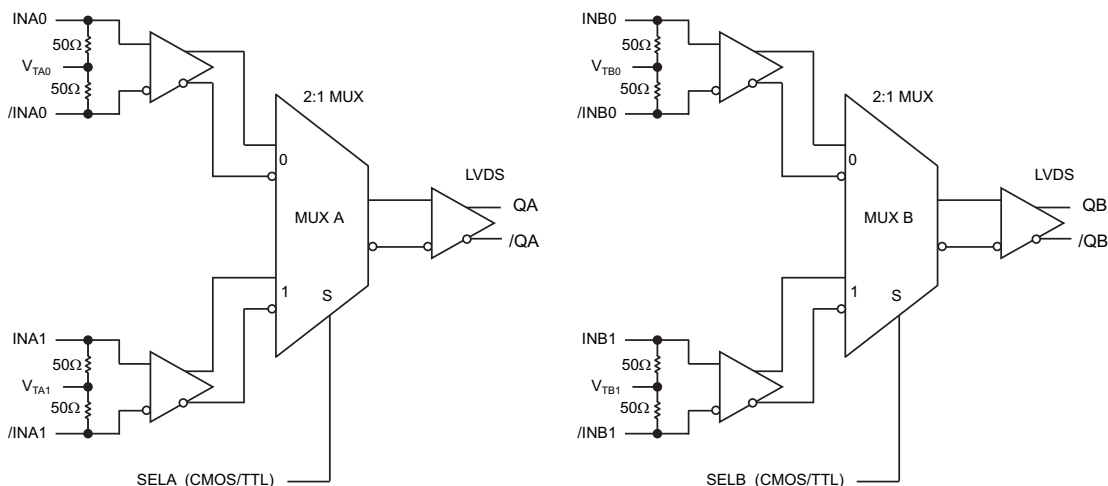 INA0
50Ω
VTA0
50Ω
/INA0
2:1 MUX
0
MUX A
1
S
LVDS
QA
/QA
INA1
50Ω
VTA1
50Ω
/INA1
SELA (CMOS/TTL)
INB0
50Ω
VTB0
50Ω
/INB0
2:1 MUX
0
MUX B
1
S
LVDS
QB
/QB
INB1
50Ω
VTB1
50Ω
/INB1
SELB (CMOS/TTL)